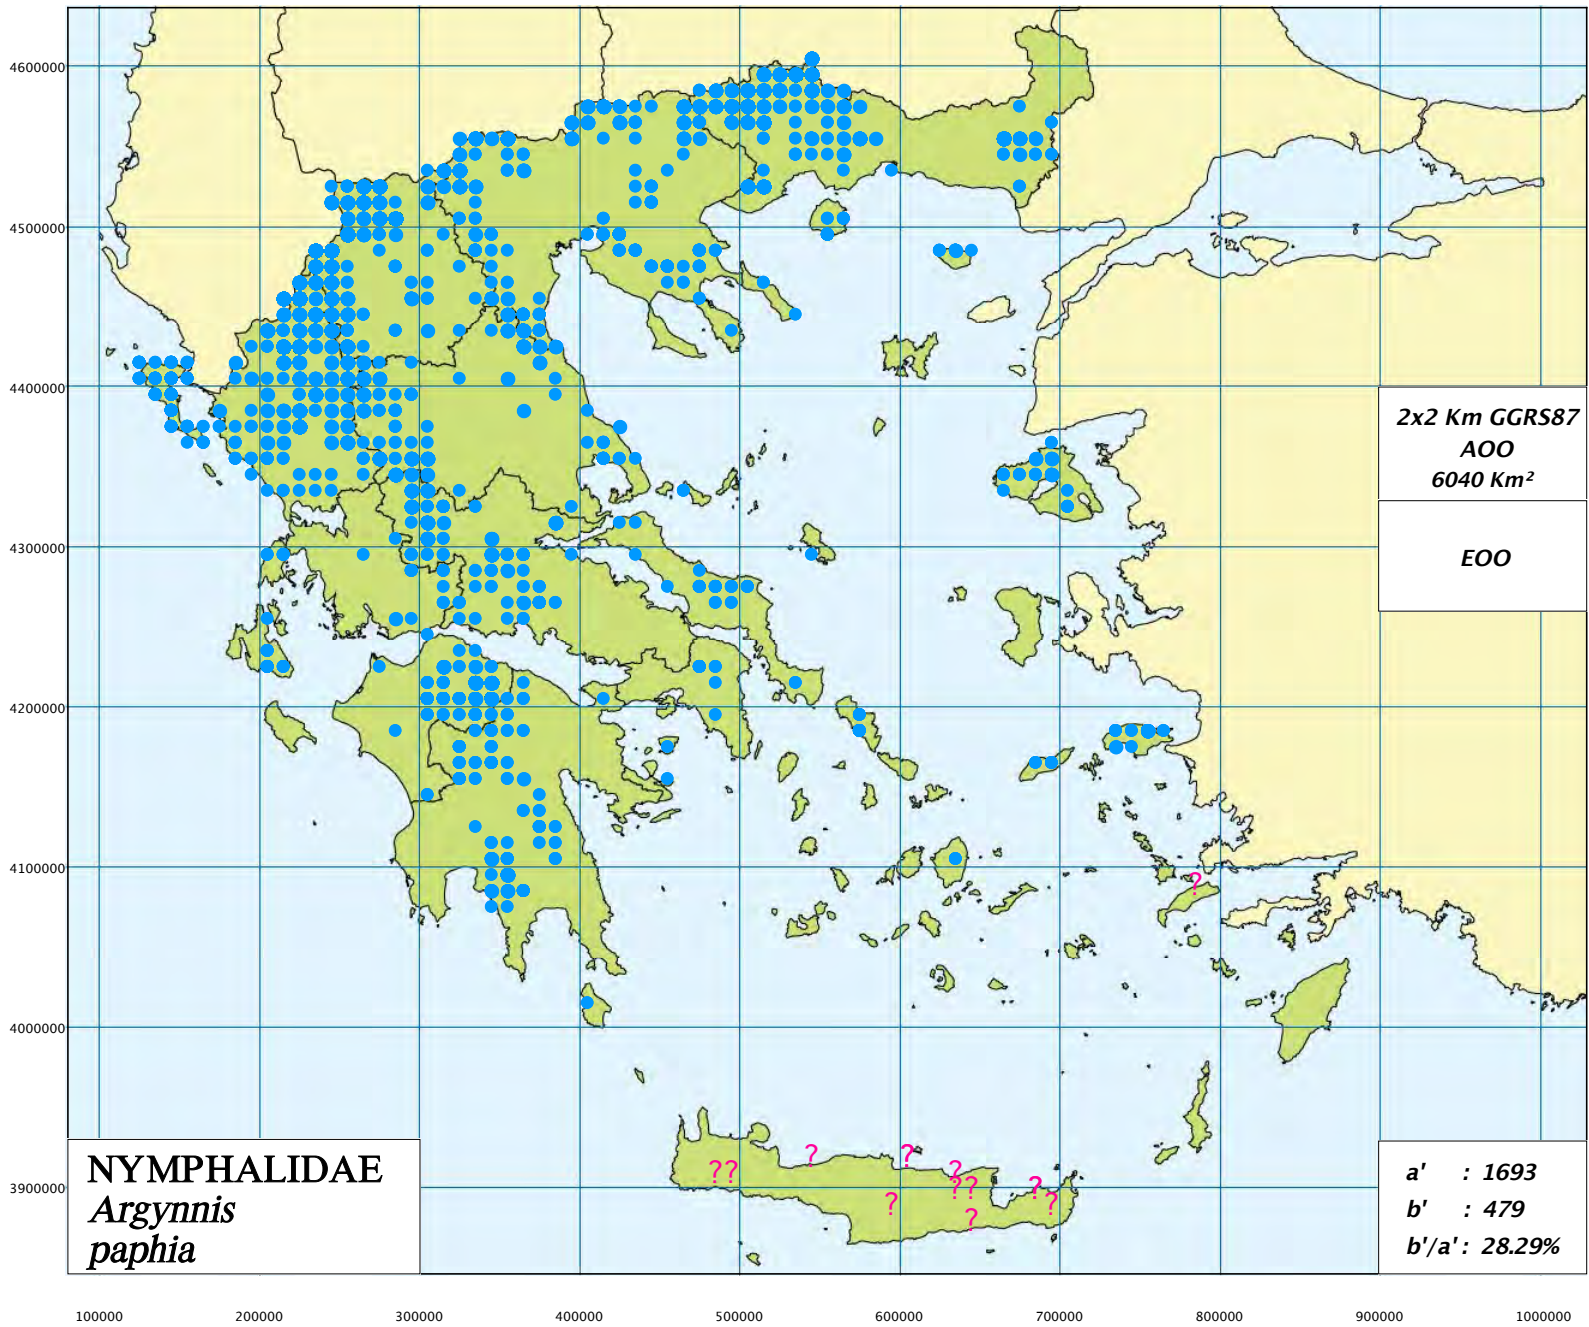 4600000
4500000
4400000
4300000
4200000
4100000
4000000
3900000
2x2 Km GGRS87
AOO
6040 Km²
EOO
?
? ? ? ? ? ? ? ? ? ? ? ?
NYMPHALIDAE
Argynnis
paphia
a' : 1693
b' : 479
b'/a' : 28.29%
100000 200000 300000 400000 500000 600000 700000 800000 900000 1000000